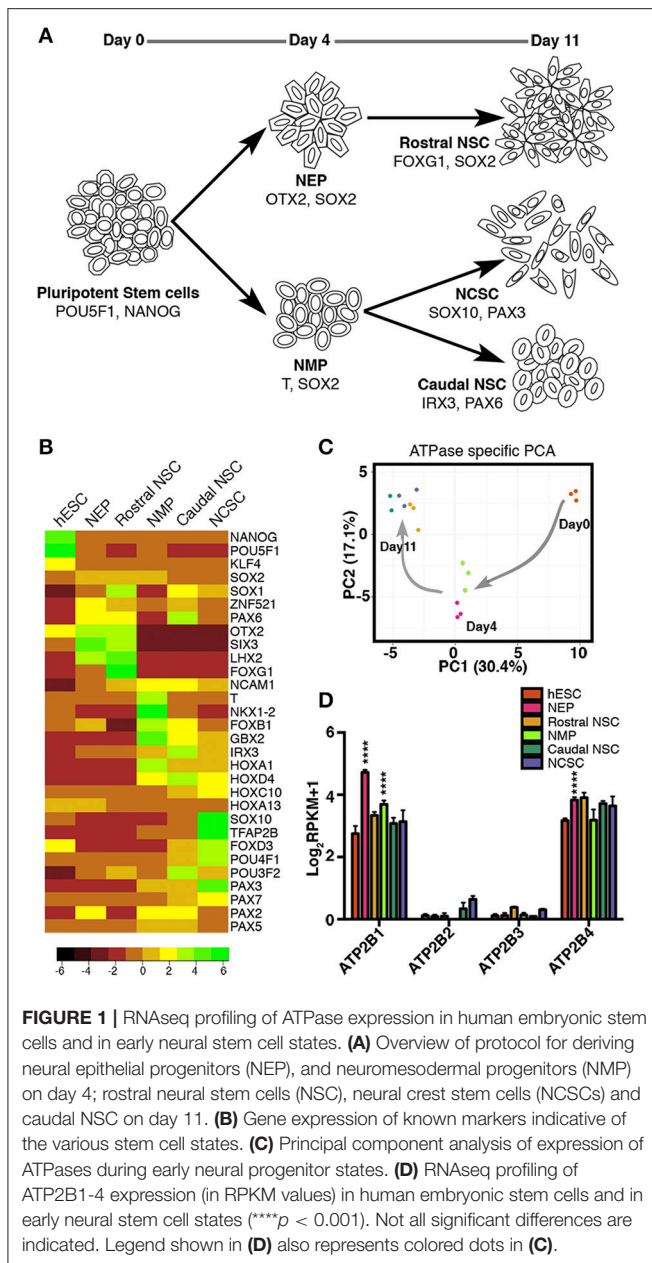 A
Day 0
Day 4
Day 11
NEP
OTX2, SOX2
Rostral NSC
FOXG1, SOX2
Pluripotent Stem cells
POU5F1, NANOG
NMP
T, SOX2
NCSC
SOX10, PAX3
Caudal NSC
IRX3, PAX6
B
hESC
NEP
Rostral NSC
NMP
Caudal NSC
NCSC
NANOG
POU5F1
KLF4
SOX2
SOX1
ZNF521
PAX6
OTX2
SIX3
LHX2
FOXG1
NCAM1
T
NKX1-2
FOXB1
GBX2
IRX3
HOXA1
HOXD4
HOXC10
HOXA13
SOX10
TFAP2B
FOXD3
POU4F1
POU3F2
PAX3
PAX7
PAX2
PAX5
-6 -4 -2 0 2 4 6
C
ATPase specific PCA
PC2 (17.1%)
5
0
-5
Day0
Day11
Day4
-5 0 5 10
PC1 (30.4%)
D
hESC
NEP
Rostral NSC
NMP
Caudal NSC
NCSC
Log2RPKM+1
6
4
2
0
****
****
****
ATP2B1
ATP2B2
ATP2B3
ATP2B4
FIGURE 1 | RNAseq profiling of ATPase expression in human embryonic stem
cells and in early neural stem cell states. (A) Overview of protocol for deriving
neural epithelial progenitors (NEP), and neuromesodermal progenitors (NMP)
on day 4; rostral neural stem cells (NSC), neural crest stem cells (NCSCs) and
caudal NSC on day 11. (B) Gene expression of known markers indicative of
the various stem cell states. (C) Principal component analysis of expression of
ATPases during early neural progenitor states. (D) RNAseq profiling of
ATP2B1-4 expression (in RPKM values) in human embryonic stem cells and in
early neural stem cell states (****p < 0.001). Not all significant differences are
indicated. Legend shown in (D) also represents colored dots in (C).